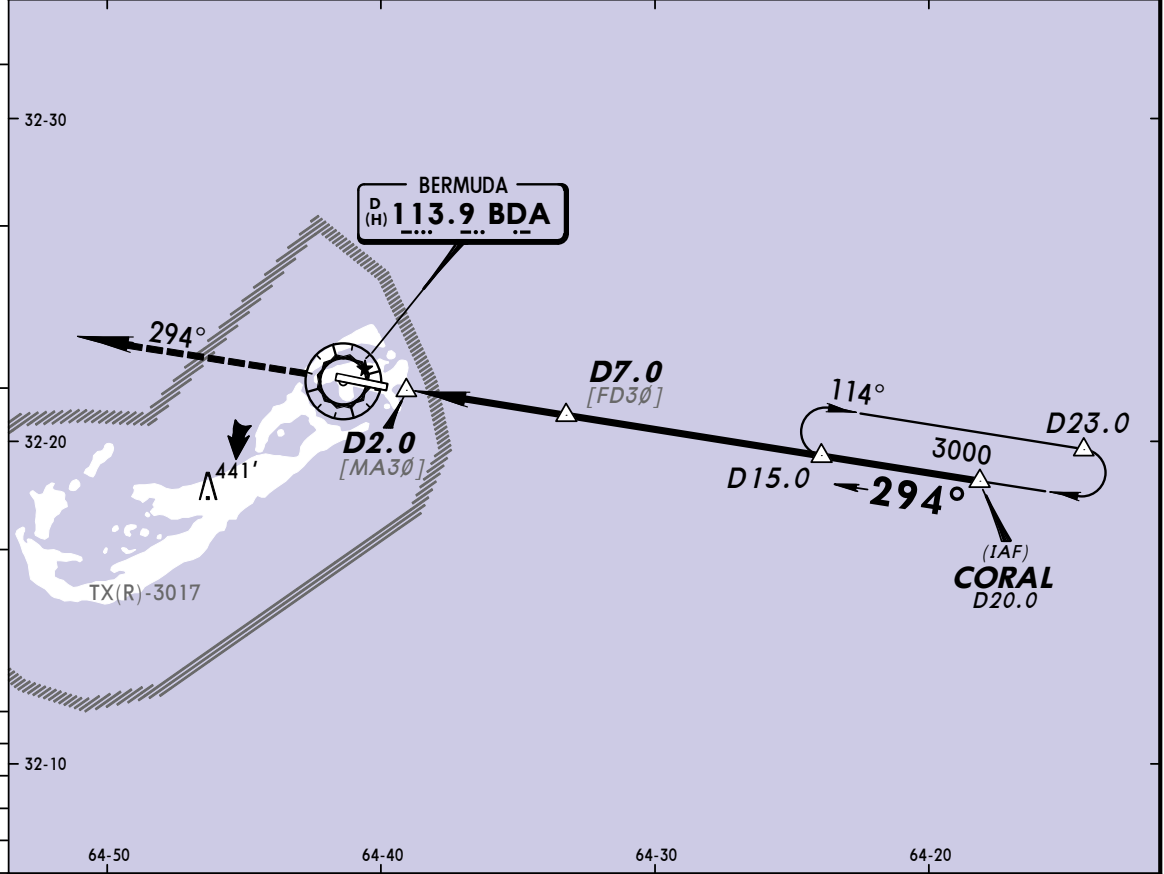 32-30
BERMUDA
D
(H) 113.9 BDA
294°
D7.0
[FD3Ø]
114°
D23.0
32-20
D2.0
[MA3Ø]
3000
441'
D15.0
294°
(IAF)
CORAL
D20.0
TX(R)-3017
32-10
64-50
64-40
64-30
64-20